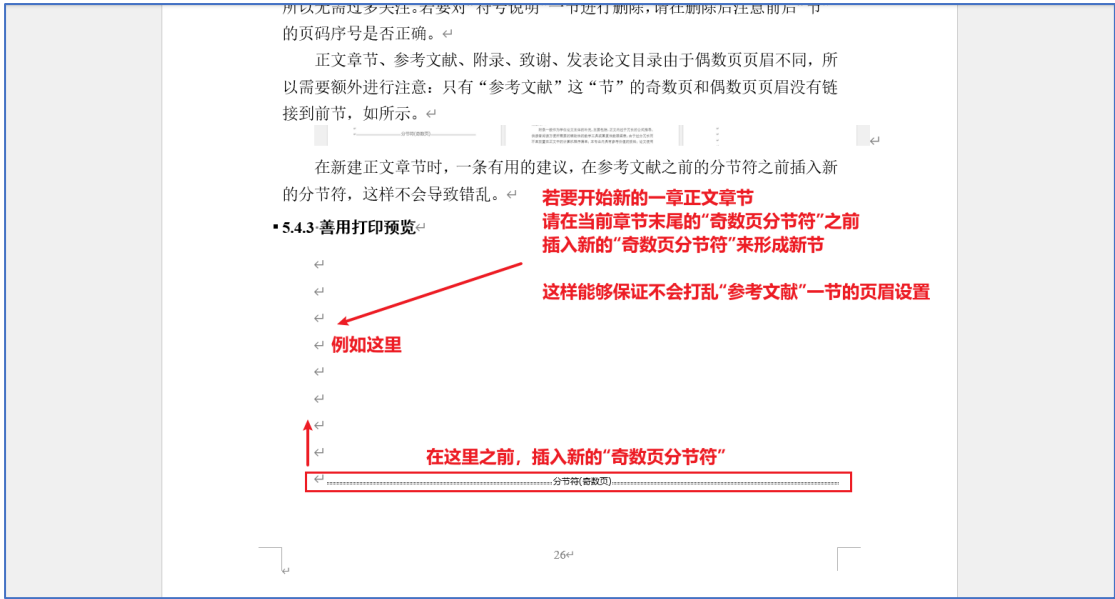 所以无需过多关注。若要对“符号说明”一节进行删除，请在删除后注意前后“节”
的页码序号是否正确。
正文章节、参考文献、附录、致谢、发表论文目录由于偶数页页眉不同，所
以需要额外进行注意：只有“参考文献”这“节”的奇数页和偶数页页眉没有链
接到前节，如所示。
分节符(奇数页)
在新建正文章节时，一条有用的建议，在参考文献之前的分节符之前插入新
的分节符，这样不会导致错乱。
若要开始新的一章正文章节
请在当前章节末尾的“奇数页分节符”之前
插入新的“奇数页分节符”来形成新节
5.4.3 善用打印预览
这样能够保证不会打乱“参考文献”一节的页眉设置
例如这里
在这里之前，插入新的“奇数页分节符”
分节符(奇数页)
26